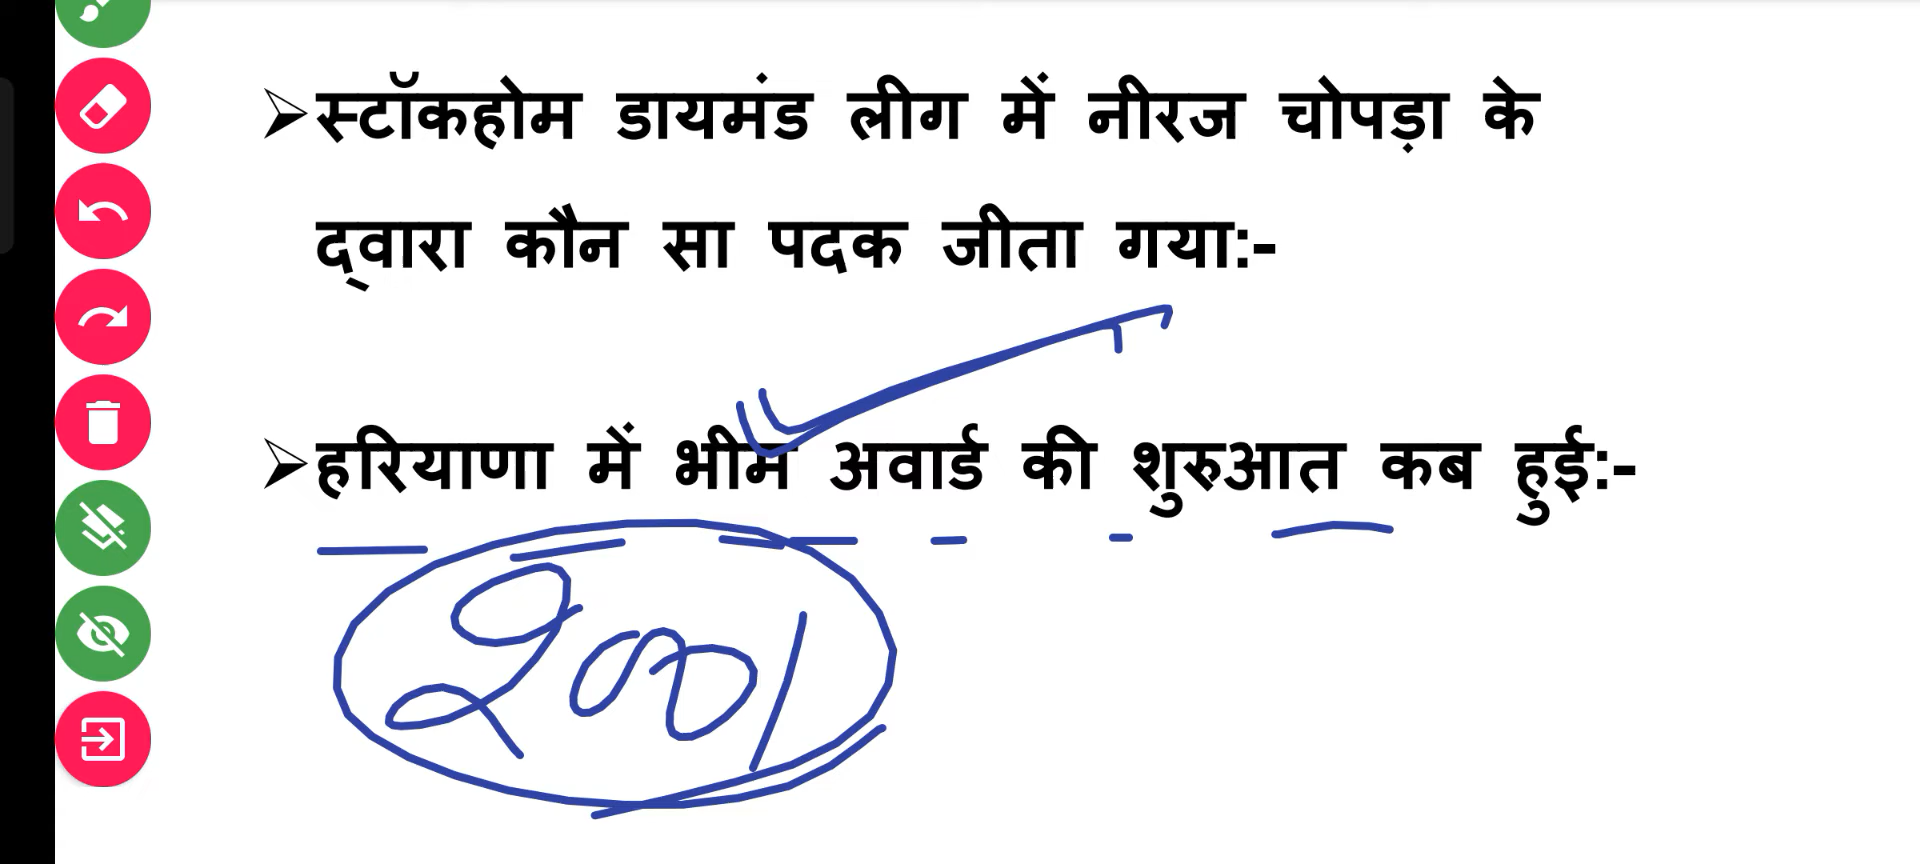 ➢स्टॉकहोम डायमंड लीग में नीरज चोपड़ा के
द्वारा कौन सा पदक जीता गया:-
➢हरियाणा में भीम अवार्ड की शुरुआत कब हुई:-
2001